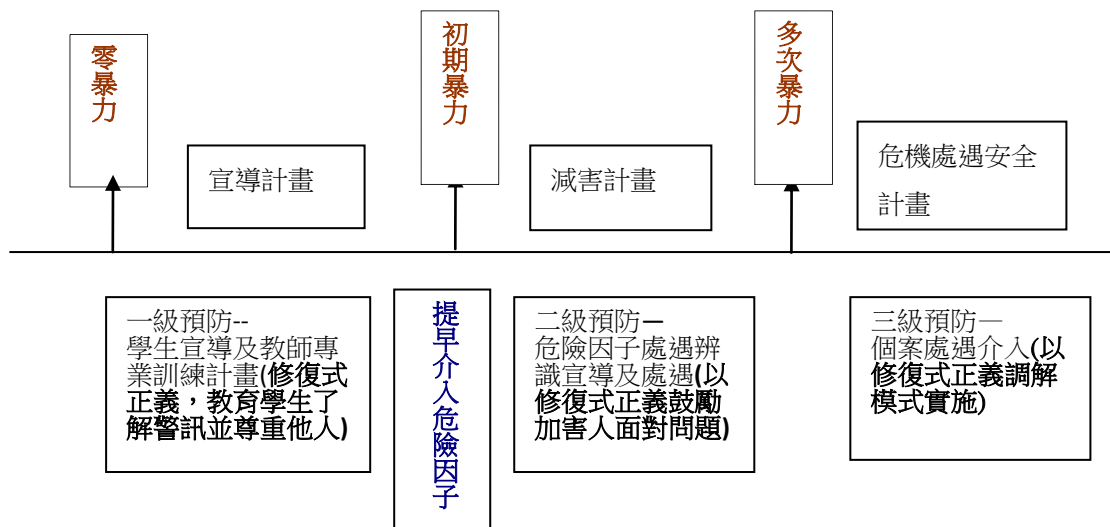 零暴力
初期暴力
多次暴力
宣導計畫
減害計畫
危機處遇安全
計畫
一級預防--
學生宣導及教師專
業訓練計畫(修復式
正義，教育學生了
解警訊並尊重他人)
提早介入危險因子
二級預防—
危險因子處遇辨
識宣導及處遇(以
修復式正義鼓勵
加害人面對問題)
三級預防—
個案處遇介入(以
修復式正義調解
模式實施)